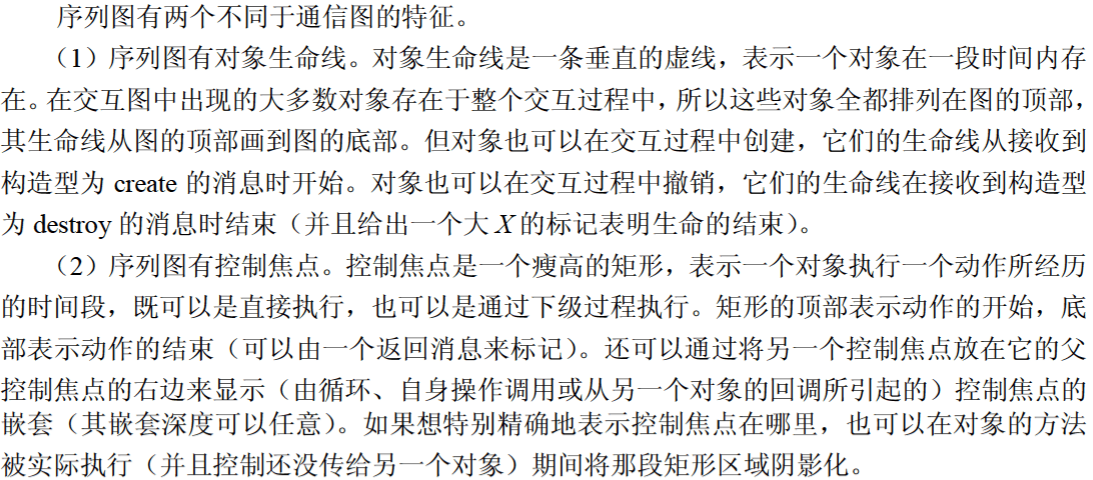 序列图有两个不同于通信图的特征。
（1）序列图有对象生命线。对象生命线是一条垂直的虚线，表示一个对象在一段时间内存
在。在交互图中出现的大多数对象存在于整个交互过程中，所以这些对象全都排列在图的顶部，
其生命线从图的顶部画到图的底部。但对象也可以在交互过程中创建，它们的生命线从接收到
构造型为 create 的消息时开始。对象也可以在交互过程中撤销，它们的生命线在接收到构造型
为 destroy 的消息时结束（并且给出一个大 X 的标记表明生命的结束）。
（2）序列图有控制焦点。控制焦点是一个瘦高的矩形，表示一个对象执行一个动作所经历
的时间段，既可以是直接执行，也可以是通过下级过程执行。矩形的顶部表示动作的开始，底
部表示动作的结束（可以由一个返回消息来标记）。还可以通过将另一个控制焦点放在它的父
控制焦点的右边来显示（由循环、自身操作调用或从另一个对象的回调所引起的）控制焦点的
嵌套（其嵌套深度可以任意）。如果想特别精确地表示控制焦点在哪里，也可以在对象的方法
被实际执行（并且控制还没传给另一个对象）期间将那段矩形区域阴影化。